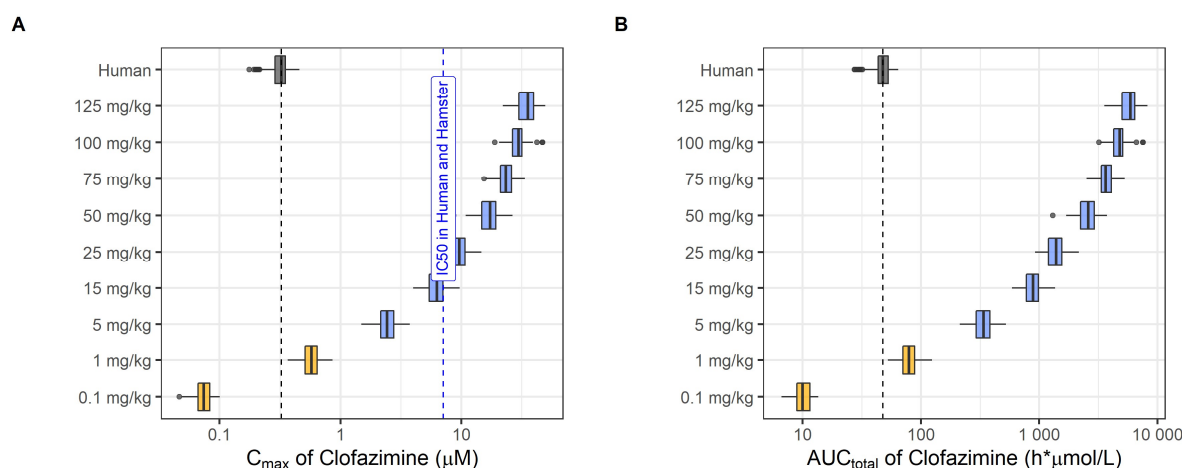 A
Human
125 mg/kg
100 mg/kg
75 mg/kg
50 mg/kg
25 mg/kg
15 mg/kg
5 mg/kg
1 mg/kg
0.1 mg/kg
IC50 in Human and Hamster
0.1 1 10
Cmax of Clofazimine (μM)
B
Human
125 mg/kg
100 mg/kg
75 mg/kg
50 mg/kg
25 mg/kg
15 mg/kg
5 mg/kg
1 mg/kg
0.1 mg/kg
10 100 1 000 10 000
AUCtotal of Clofazimine (h*μmol/L)